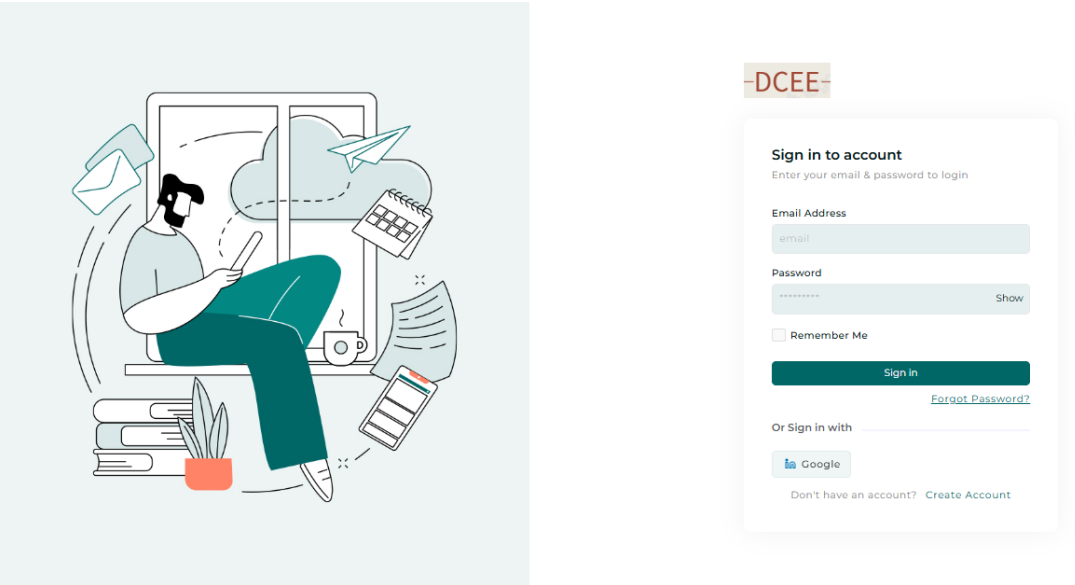 DCEE
Sign in to account
Enter your email & password to login
Email Address
email
Password
*********
Show
Remember Me
Sign in
Forgot Password?
Or Sign in with
in Google
Don't have an account? Create Account